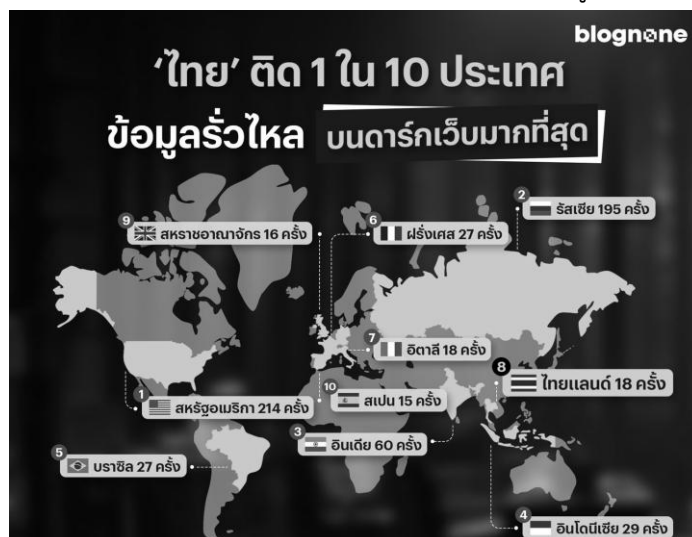 blognone
‘ไทย’ ติด 1 ใน 10 ประเทศ
ข้อมูลรั่วไหล บนดาร์กเว็บมากที่สุด
2 รัสเซีย 195 ครั้ง
9 สหราชอาณาจักร 16 ครั้ง
6 ฝรั่งเศส 27 ครั้ง
7 อิตาลี 18 ครั้ง
8 ไทยแลนด์ 18 ครั้ง
1 สหรัฐอเมริกา 214 ครั้ง
10 สเปน 15 ครั้ง
3 อินเดีย 60 ครั้ง
5 บราซิล 27 ครั้ง
4 อินโดนีเซีย 29 ครั้ง